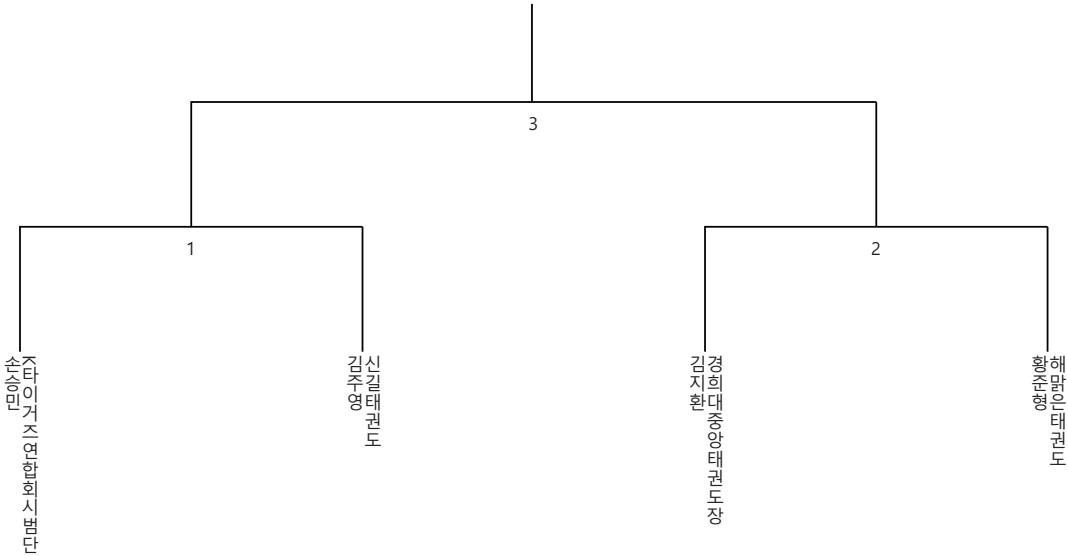 3
1
2
손승민
K타이거즈연합회시범단
김주영
신길태권도
김지환
경희대중앙태권도장
황준형
해맑은태권도